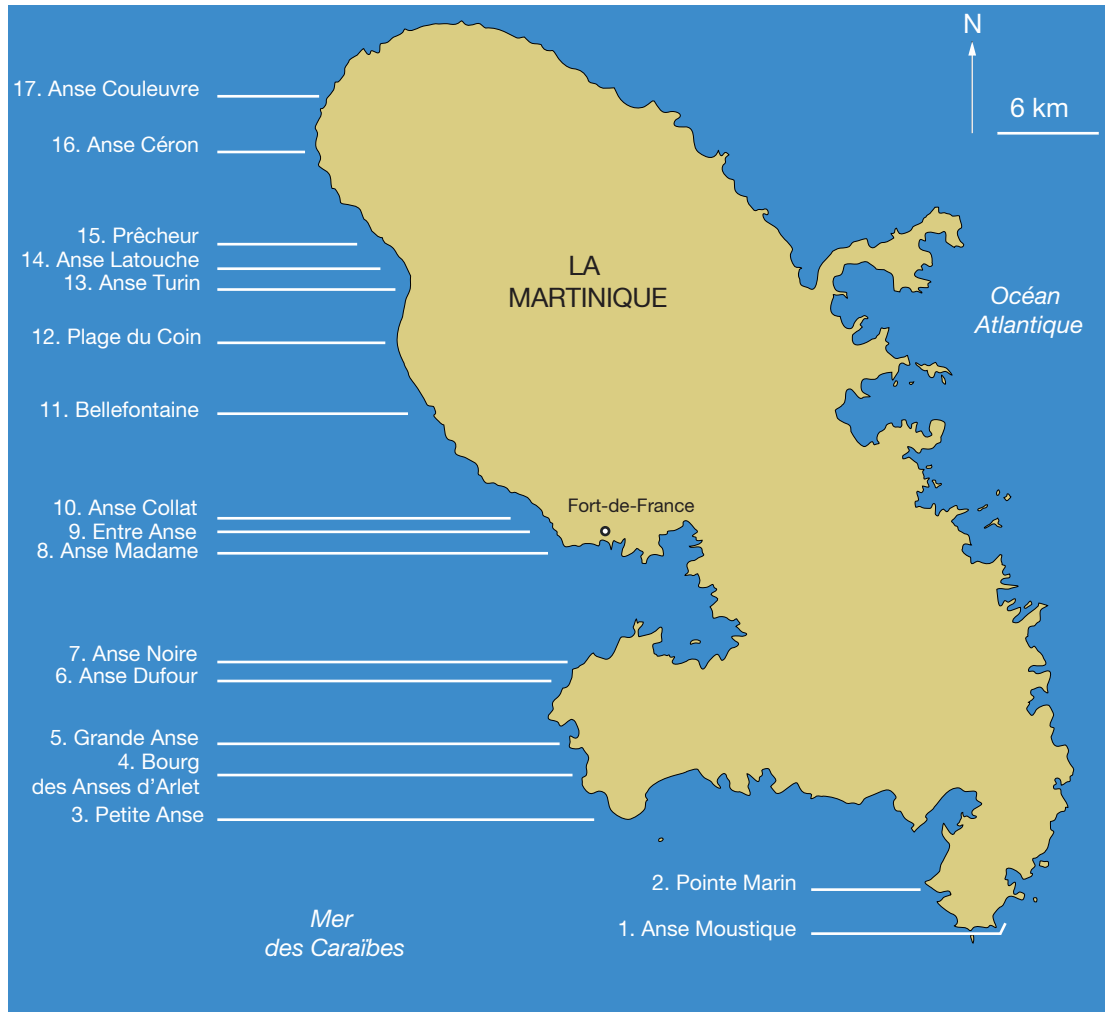 N
6 km
17. Anse Couleuvre
16. Anse Céron
15. Prêcheur
14. Anse Latouche
13. Anse Turin
12. Plage du Coin
11. Bellefontaine
10. Anse Collat
9. Entre Anse
8. Anse Madame
7. Anse Noire
6. Anse Dufour
5. Grande Anse
4. Bourg
des Anses d'Arlet
3. Petite Anse
2. Pointe Marin
1. Anse Moustique
LA
MARTINIQUE
Fort-de-France
Océan
Atlantique
Mer
des Caraïbes